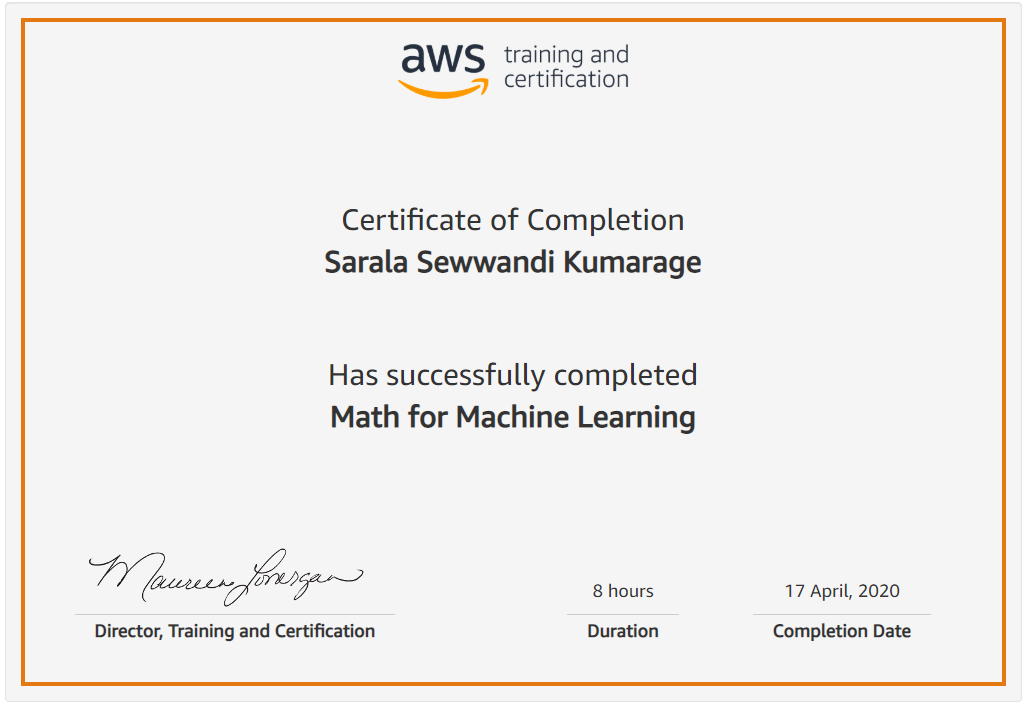 aws training and
certification
Certificate of Completion
Sarala Sewwandi Kumarage
Has successfully completed
Math for Machine Learning
Maureen Lonergan
8 hours
17 April, 2020
Director, Training and Certification
Duration
Completion Date